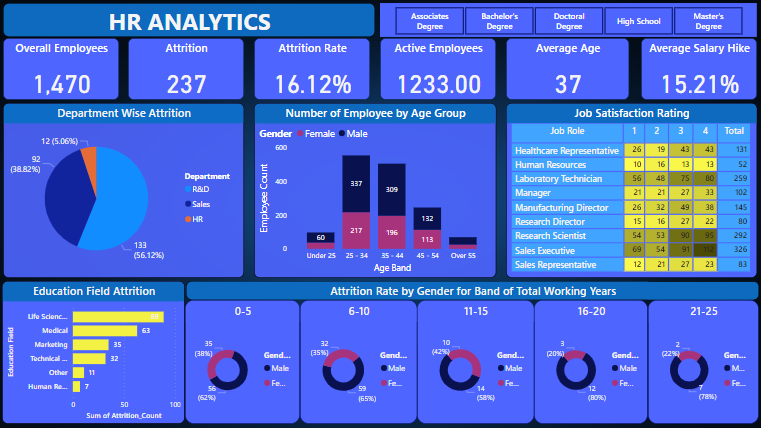 HR ANALYTICS
Associates Degree
Bachelor's Degree
Doctoral Degree
High School
Master's Degree
Overall Employees
1,470
Attrition
237
Attrition Rate
16.12%
Active Employees
1233.00
Average Age
37
Average Salary Hike
15.21%
Department Wise Attrition
12 (5.06%)
92
(38.82%)
133
(56.12%)
Department
R&D
Sales
HR
Number of Employee by Age Group
Gender Female Male
Employee Count
600
400
200
0
60
337
217
309
196
132
113
Under 25 25 - 34 35 - 44 45 - 54 Over 55
Age Band
Job Satisfaction Rating
Job Role 1 2 3 4 Total
Healthcare Representative 26 19 43 43 131
Human Resources 10 16 13 13 52
Laboratory Technician 56 48 75 80 259
Manager 21 21 27 33 102
Manufacturing Director 26 32 49 38 145
Research Director 15 16 27 22 80
Research Scientist 54 53 90 95 292
Sales Executive 69 54 91 112 326
Sales Representative 12 21 27 23 83
Education Field Attrition
Education Field
Life Scienc...
Medical 63
Marketing 35
Technical ... 32
Other 11
Human Re... 7
0 50 100
Sum of Attrition_Count
Attrition Rate by Gender for Band of Total Working Years
0-5
35
(38%)
56
(62%)
Gend...
Male
Fe...
6-10
32
(35%)
59
(65%)
Gend...
Male
Fe...
11-15
10
(42%)
14
(58%)
Gend...
Male
Fe...
16-20
3
(20%)
12
(80%)
Gend...
Male
Fe...
21-25
2
(22%)
7
(78%)
Gend...
M...
Fe...